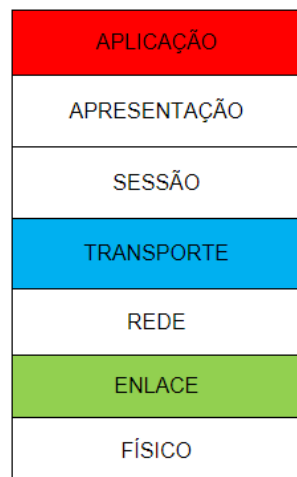 APLICAÇÃO
APRESENTAÇÃO
SESSÃO
TRANSPORTE
REDE
ENLACE
FÍSICO